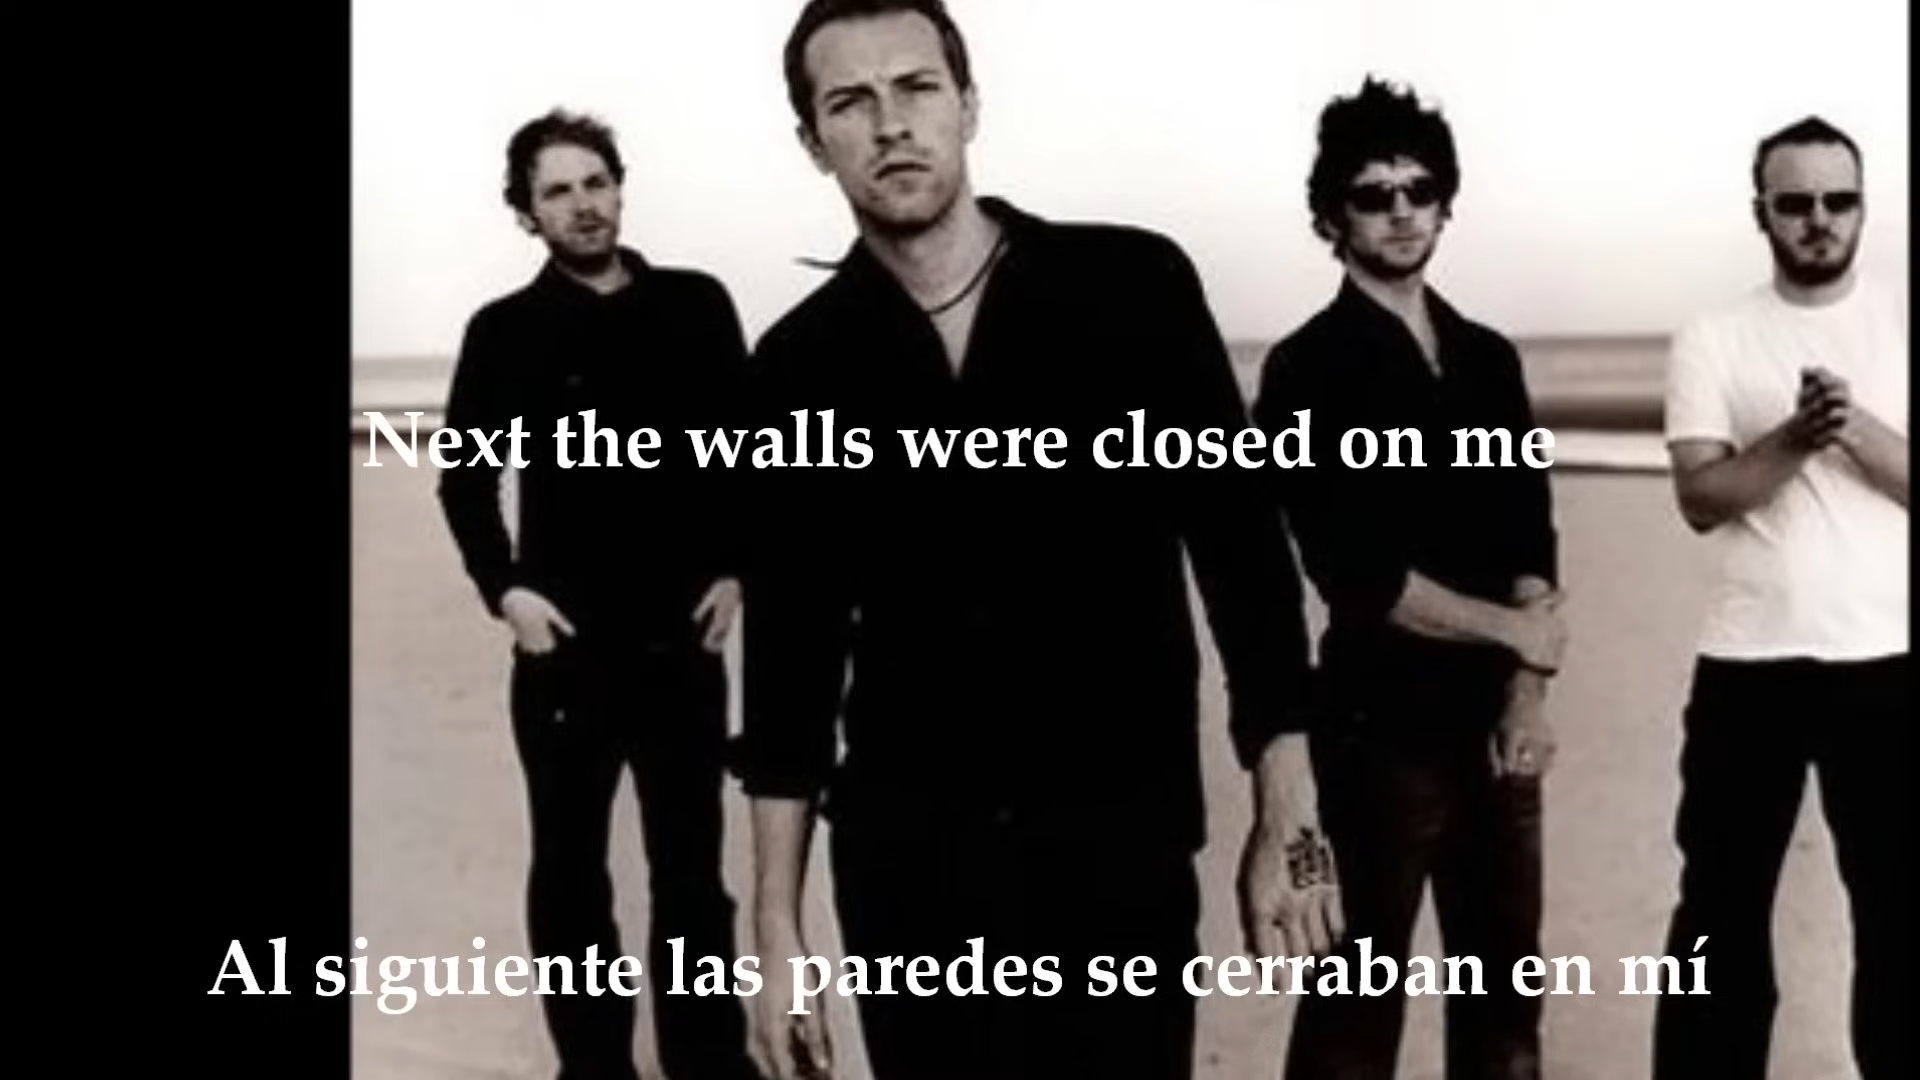 Next the walls were closed on me
Al siguiente las paredes se cerraban en mí